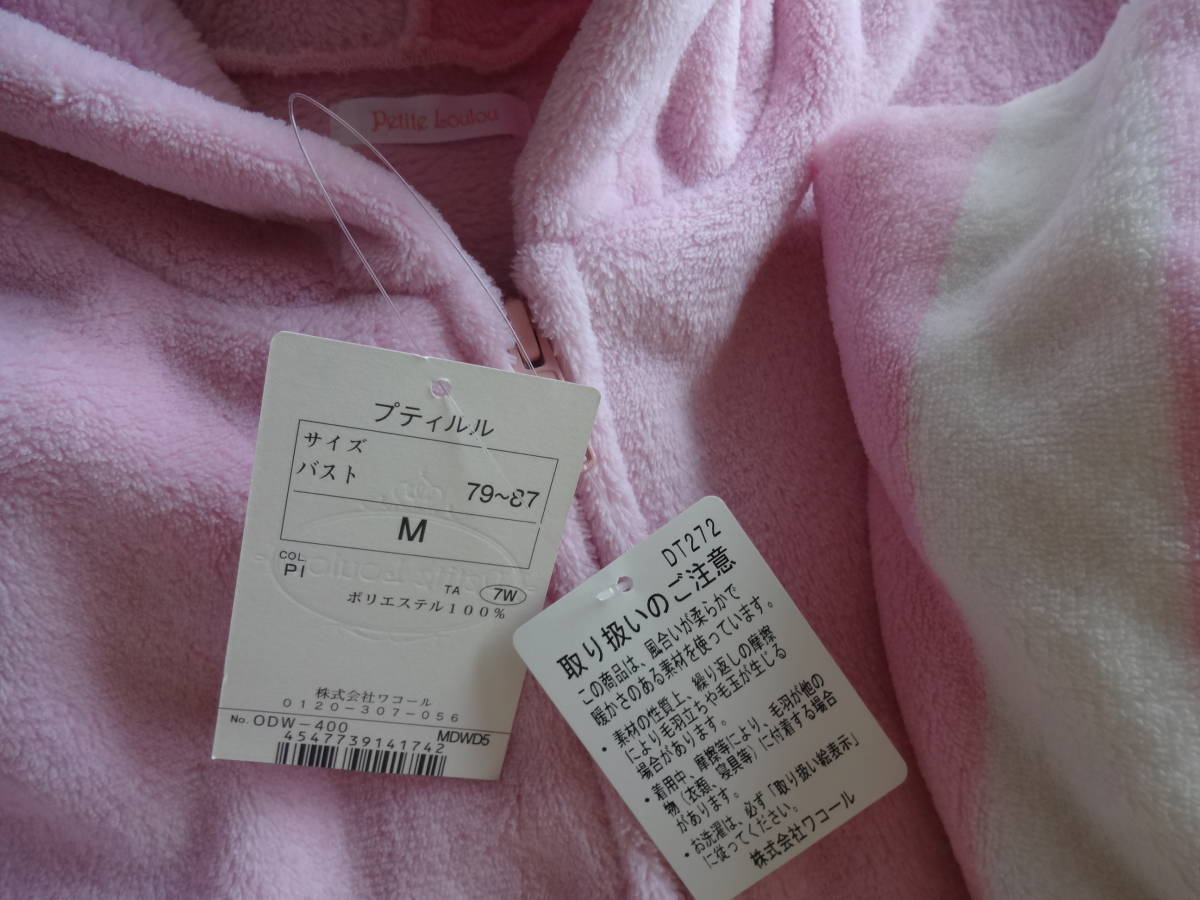 Petite Loulou
プティルル
サイズ
バスト
79~87
M
COL
PI
TA 7W
ポリエステル100%
株式会社ワコール
0120-307-056
No. ODW-400
MDWD5
4547739141742
DT272
取り扱いのご注意
この商品は、風合いが柔らかで
暖かさのある素材を使っています。
・素材の性質上、繰り返しの摩擦
により毛羽立ちや毛玉が生じる
場合があります。
・着用中、摩擦等により、毛羽が他の
物(衣類、寝具等)に付着する場合
があります。
・お洗濯は、必ず「取り扱い絵表示」
に従ってください。
株式会社ワコール